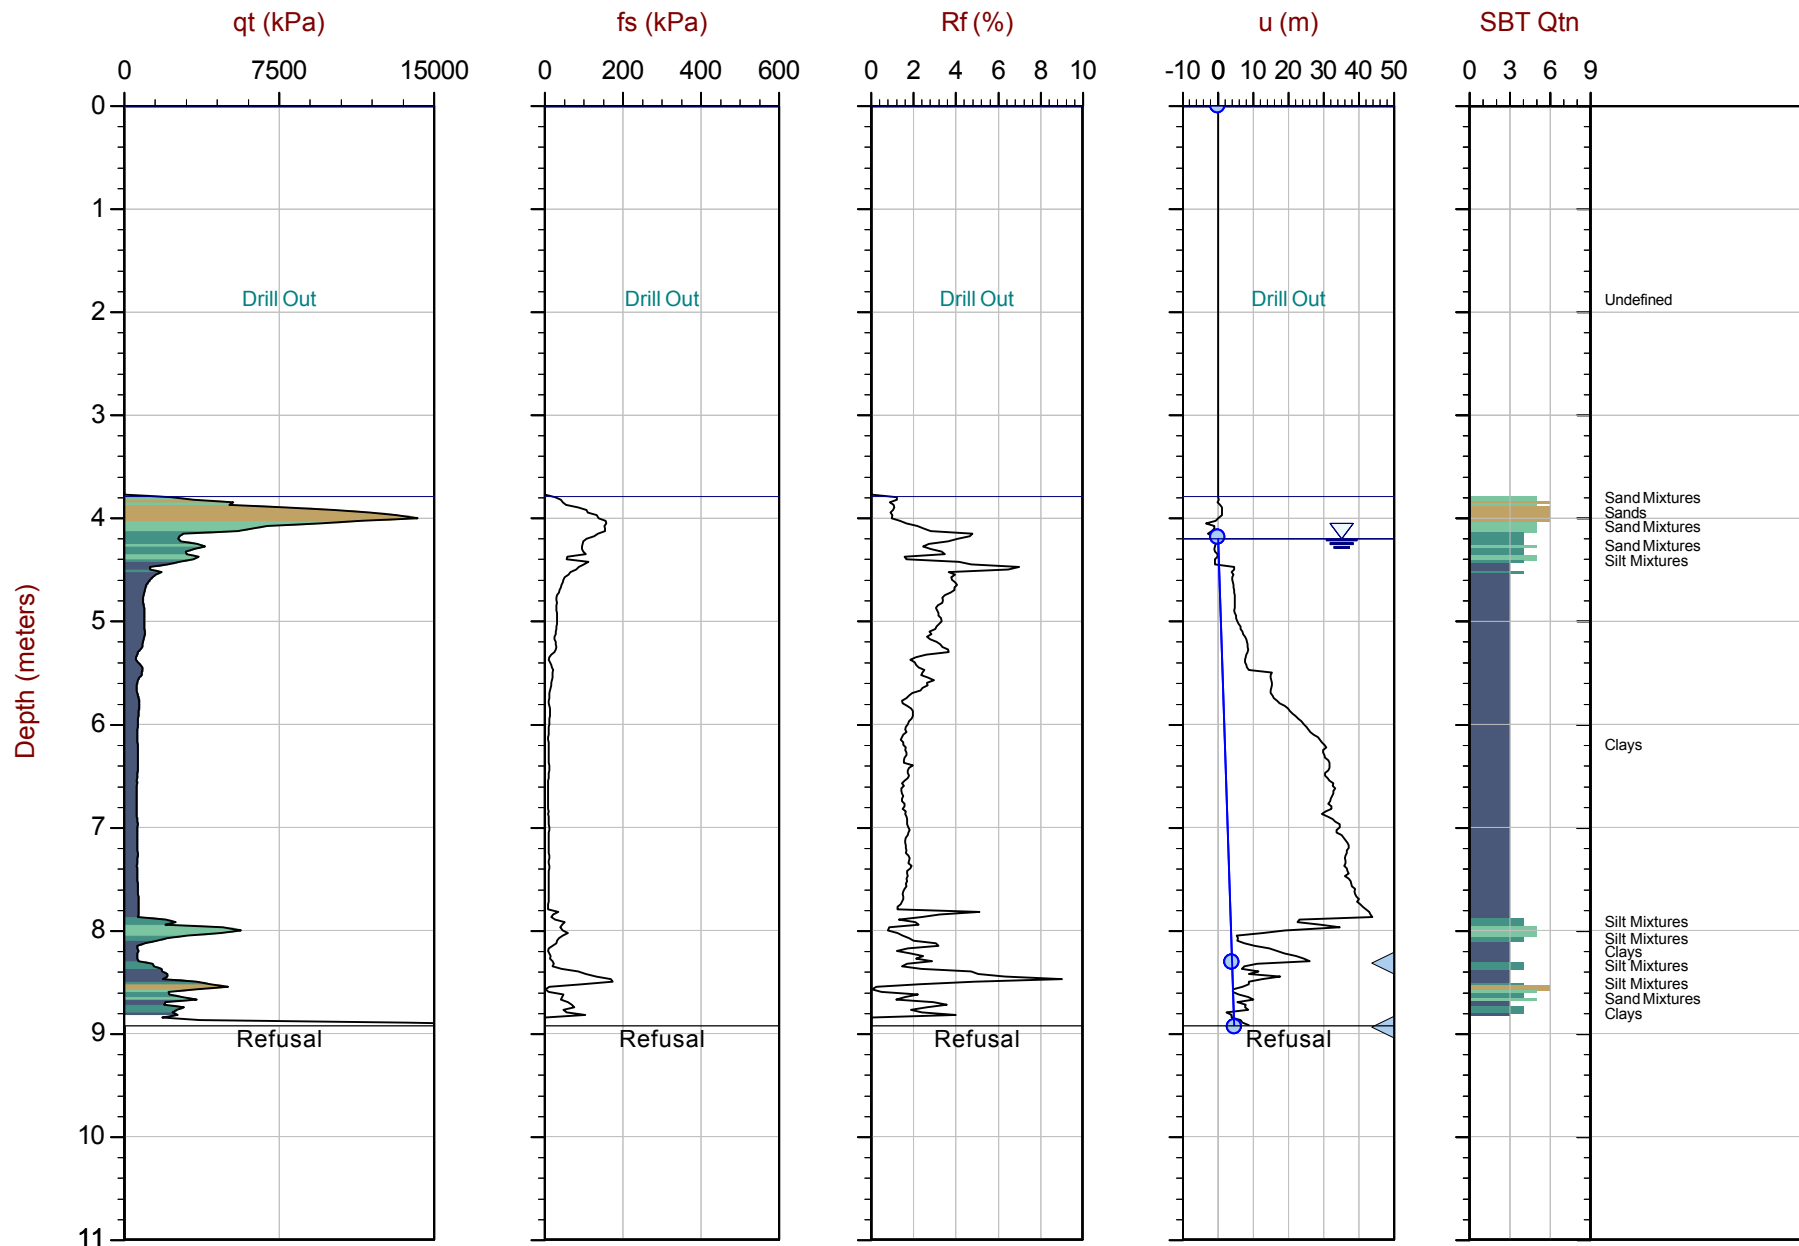 qt (kPa) fs (kPa) Rf (%) u (m) SBT Qtn
0 7500 15000 0 200 400 600 0 2 4 6 8 10 -10 0 10 20 30 40 50 0 3 6 9
0
1
Drill Out Drill Out Drill Out Drill Out Undefined
2
3
Sand Mixtures
Sands
4
Sand Mixtures
Sand Mixtures
Silt Mixtures
5
Depth (meters)
6
Clays
7
Silt Mixtures
8
Silt Mixtures
Clays
Silt Mixtures
Silt Mixtures
Sand Mixtures
Clays
9
Refusal Refusal Refusal Refusal
10
11